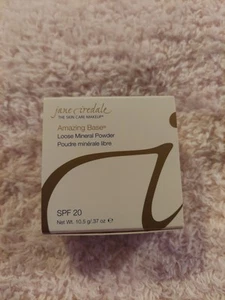 jane iredale
THE SKIN CARE MAKEUP®
Amazing Base®
Loose Mineral Powder
Poudre minérale libre
SPF 20
Net Wt. 10.5 g/.37 oz ℮